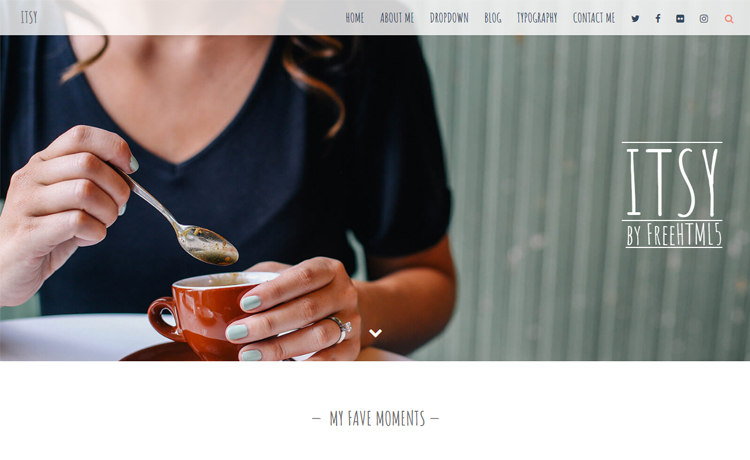 ITSY
HOME ABOUT ME DROPDOWN BLOG TYPOGRAPHY CONTACT ME
ITSY
BY FREEHTML5
— MY FAVE MOMENTS —